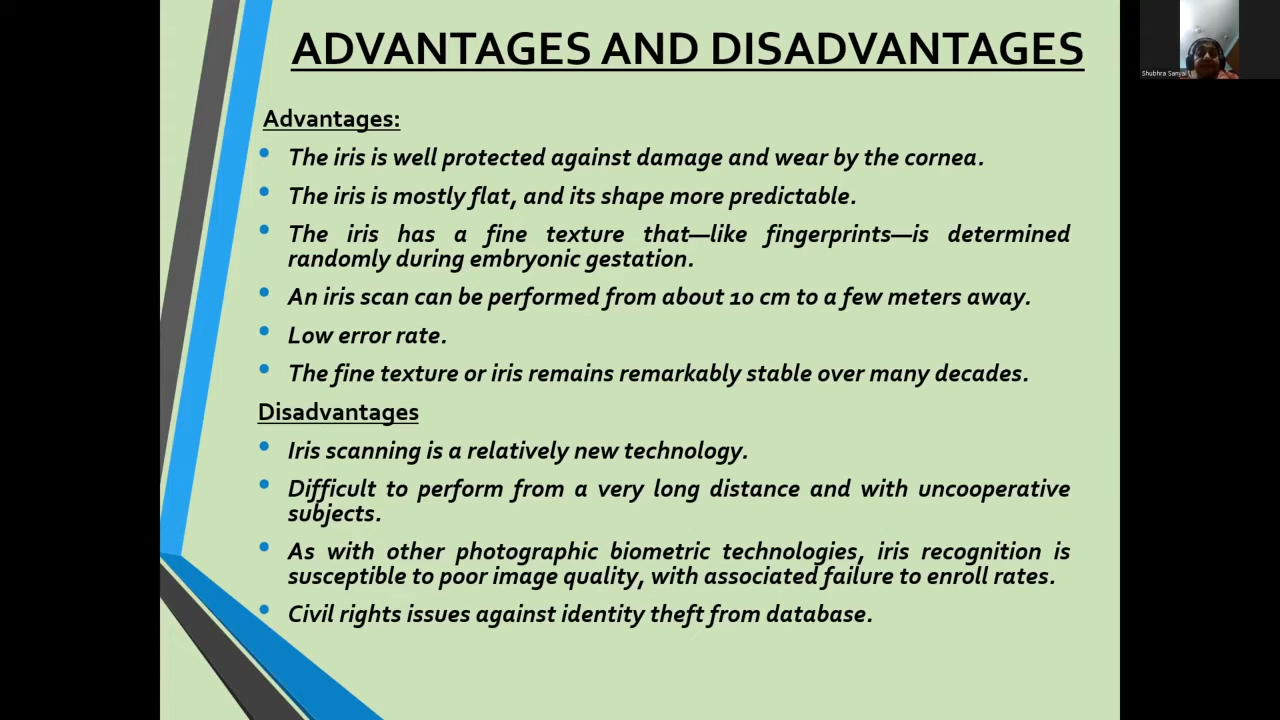 ADVANTAGES AND DISADVANTAGES
Shubhra Sanyal
Advantages:
The iris is well protected against damage and wear by the cornea.
The iris is mostly flat, and its shape more predictable.
The iris has a fine texture that—like fingerprints—is determined
randomly during embryonic gestation.
An iris scan can be performed from about 10 cm to a few meters away.
Low error rate.
The fine texture or iris remains remarkably stable over many decades.
Disadvantages
Iris scanning is a relatively new technology.
Difficult to perform from a very long distance and with uncooperative
subjects.
As with other photographic biometric technologies, iris recognition is
susceptible to poor image quality, with associated failure to enroll rates.
Civil rights issues against identity theft from database.